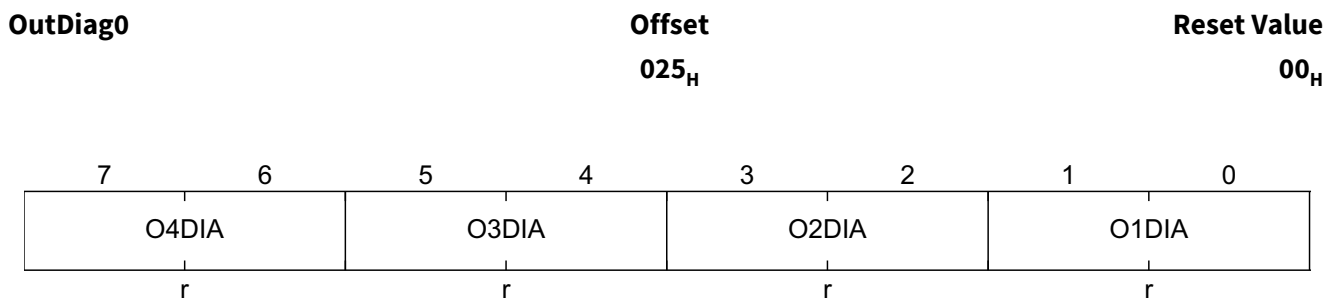 OutDiag0 Offset Reset Value
025H 00H
7 6 5 4 3 2 1 0
O4DIA O3DIA O2DIA O1DIA
r r r r